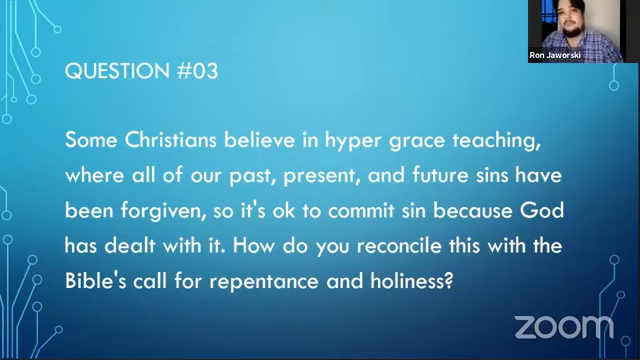 Ron Jaworski
QUESTION #03
Some Christians believe in hyper grace teaching,
where all of our past, present, and future sins have
been forgiven, so it's ok to commit sin because God
has dealt with it. How do you reconcile this with the
Bible's call for repentance and holiness?
zoom